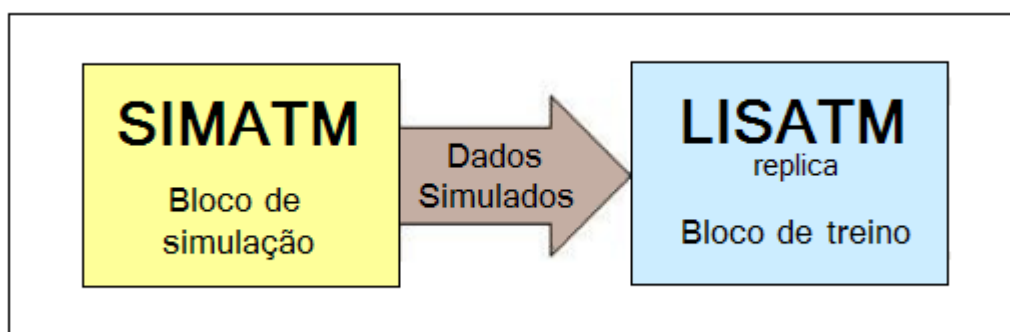 SIMATM
Bloco de
simulação
Dados
Simulados
LISATM
replica
Bloco de treino